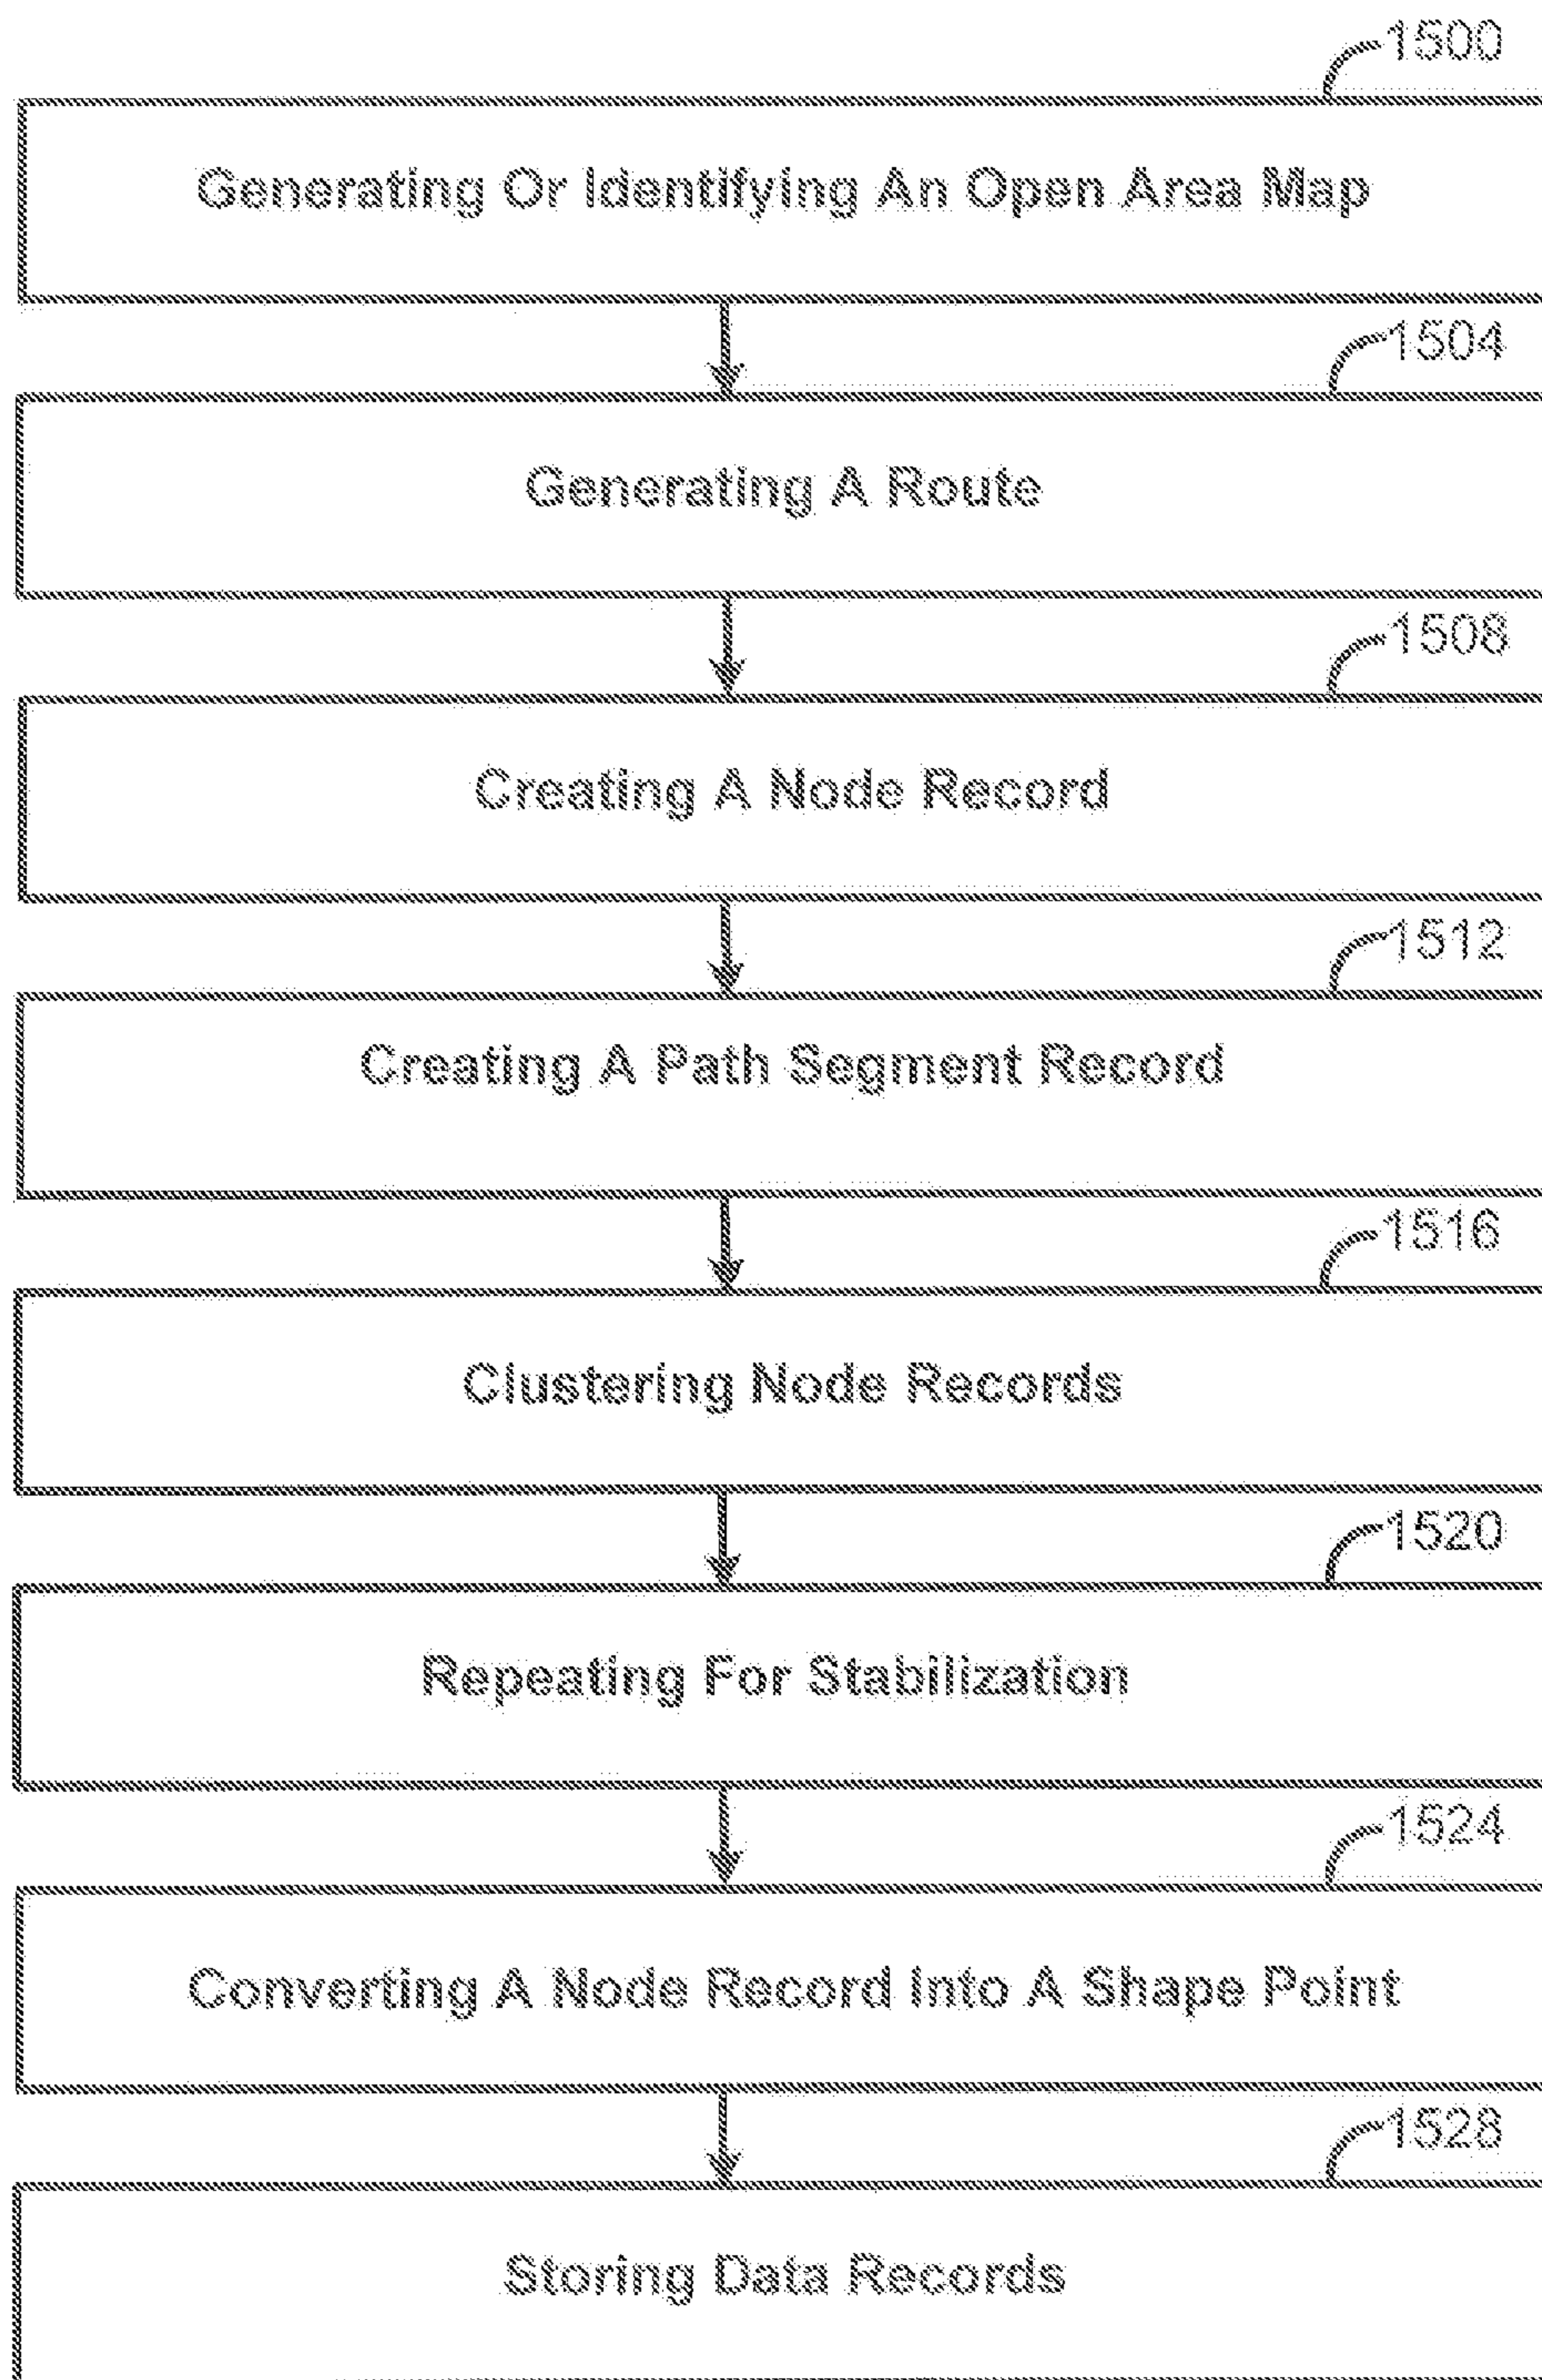 1500
Generating Or Identifying An Open Area Map
1504
Generating A Route
1508
Creating A Node Record
1512
Creating A Path Segment Record
1516
Clustering Node Records
1520
Repeating For Stabilization
1524
Converting A Node Record Into A Shape Point
1528
Storing Data Records